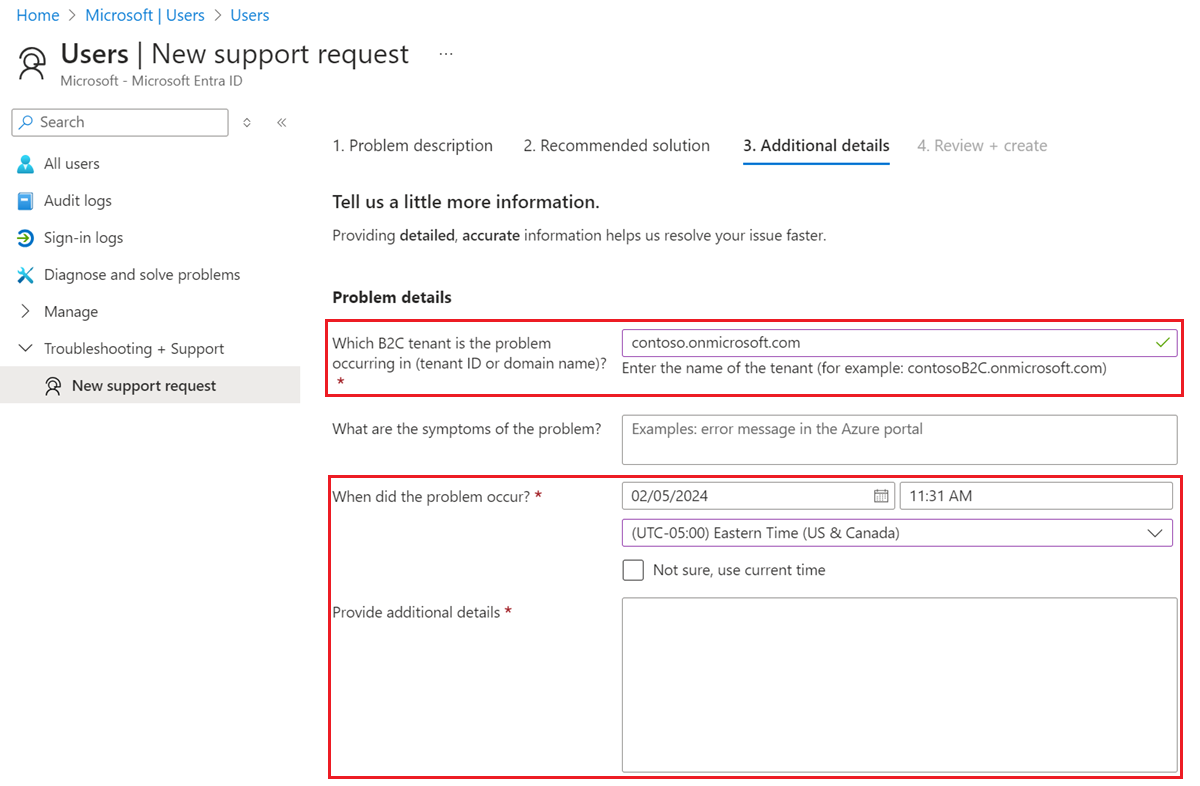 Home > Microsoft | Users > Users
Users | New support request ...
Microsoft - Microsoft Entra ID
Search
All users
Audit logs
Sign-in logs
Diagnose and solve problems
Manage
Troubleshooting + Support
New support request
1. Problem description 2. Recommended solution 3. Additional details 4. Review + create
Tell us a little more information.
Providing detailed, accurate information helps us resolve your issue faster.
Problem details
Which B2C tenant is the problem
occurring in (tenant ID or domain name)?
*
contoso.onmicrosoft.com
Enter the name of the tenant (for example: contosoB2C.onmicrosoft.com)
What are the symptoms of the problem?
Examples: error message in the Azure portal
When did the problem occur? *
02/05/2024 11:31 AM
(UTC-05:00) Eastern Time (US & Canada)
Not sure, use current time
Provide additional details *